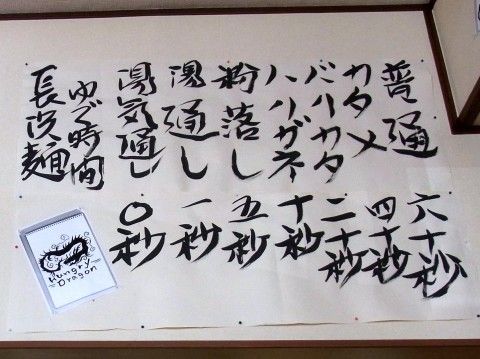 普通 六十秒
カタメ 四十秒
バリカタ 二十秒
ハリガネ 十秒
粉落し 五秒
湯通し 一秒
湯気通し 〇秒
ゆで時間
長浜麺
Hungry
Dragon